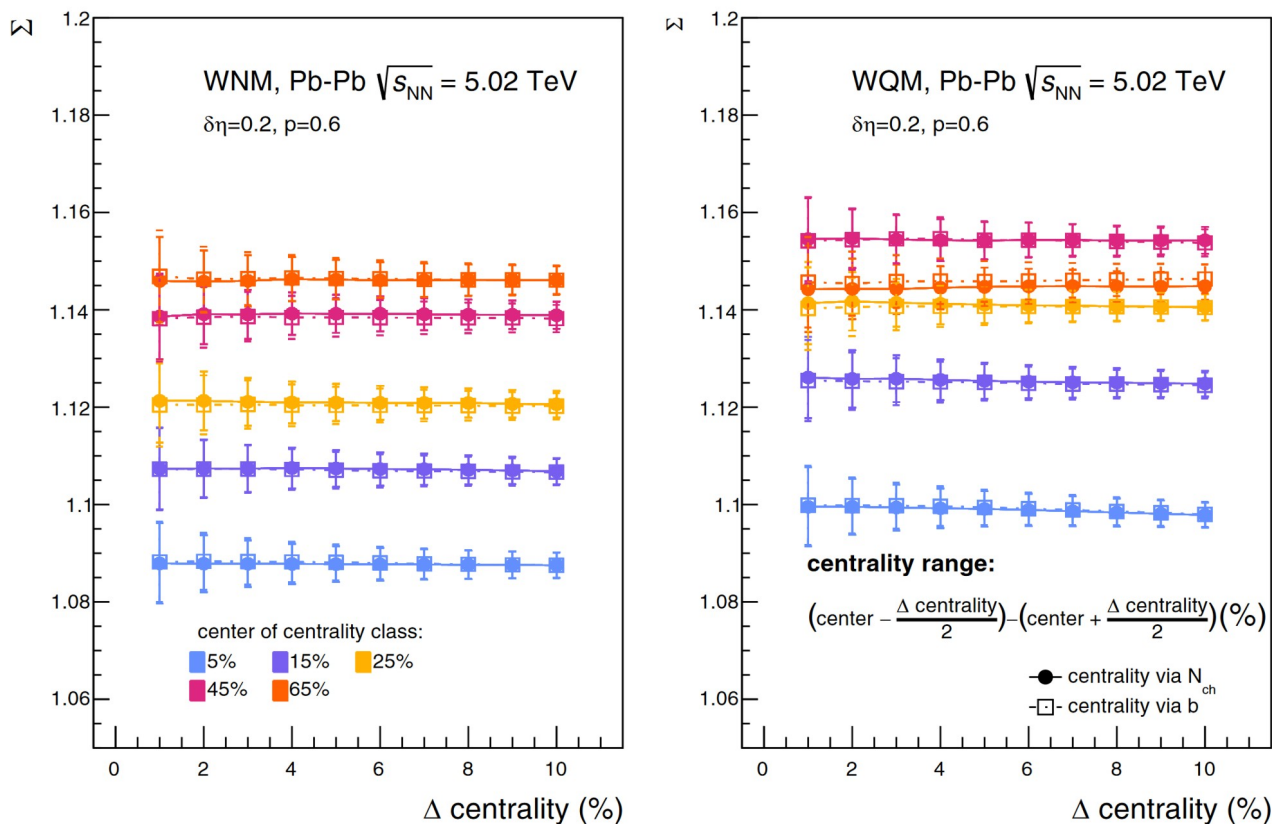 Σ
1.2
1.18
1.16
1.14
1.12
1.1
1.08
1.06
WNM, Pb-Pb √s_NN = 5.02 TeV
δη=0.2, p=0.6
center of centrality class:
5% 15% 25%
45% 65%
0 2 4 6 8 10
Δ centrality (%)
Σ
1.2
1.18
1.16
1.14
1.12
1.1
1.08
1.06
WQM, Pb-Pb √s_NN = 5.02 TeV
δη=0.2, p=0.6
centrality range:
(center − Δ centrality/2)−(center + Δ centrality/2)(%)
centrality via N_ch
centrality via b
0 2 4 6 8 10
Δ centrality (%)